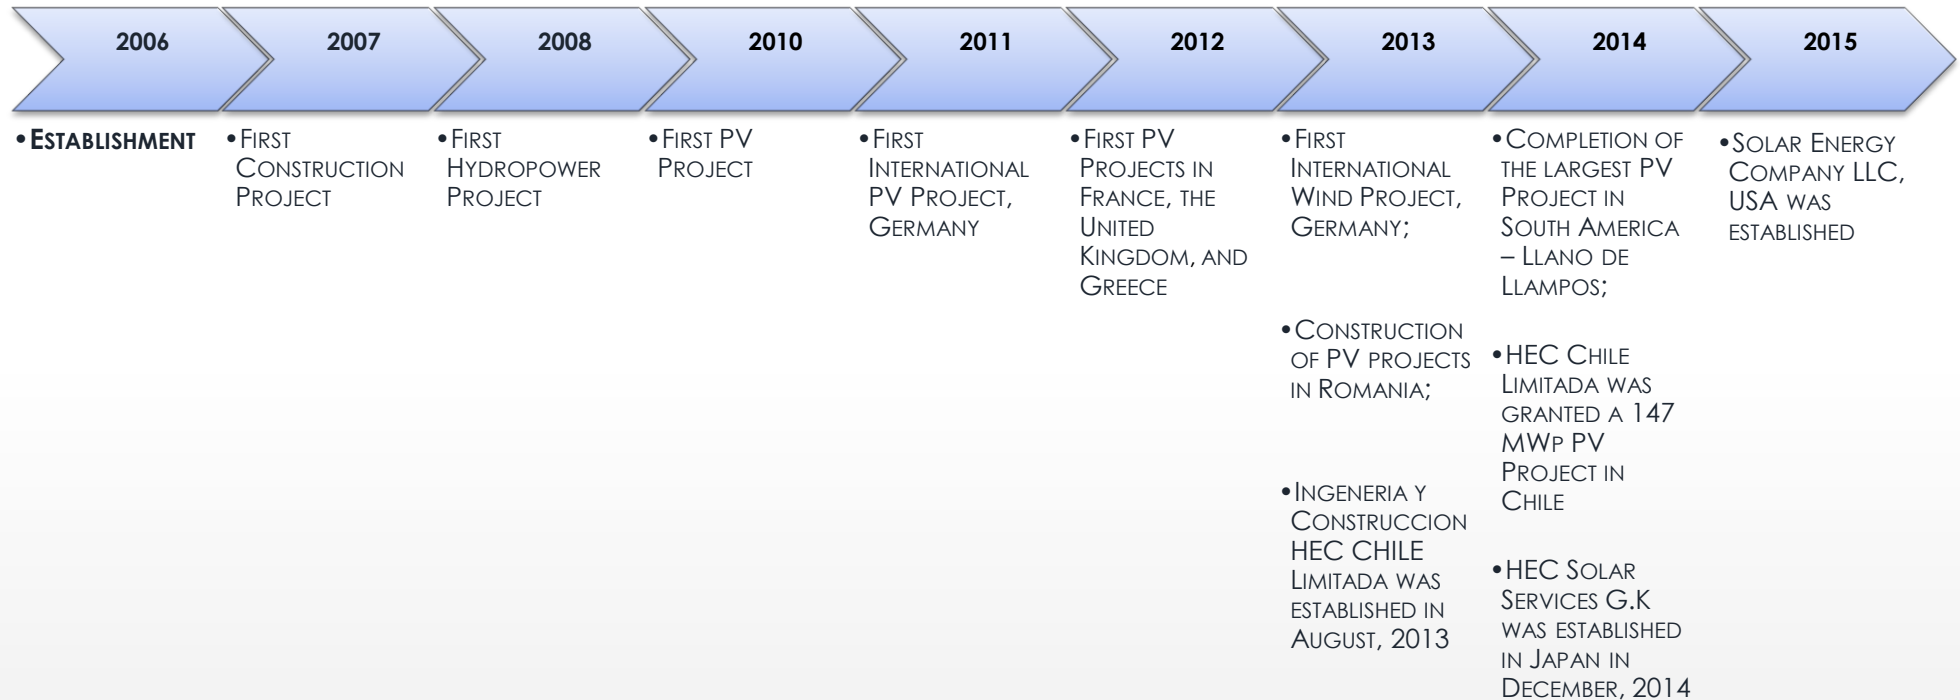 2006
2007
2008
2010
2011
2012
2013
2014
2015
•ESTABLISHMENT
•FIRST
CONSTRUCTION
PROJECT
•FIRST
HYDROPOWER
PROJECT
•FIRST PV
PROJECT
•FIRST
INTERNATIONAL
PV PROJECT,
GERMANY
•FIRST PV
PROJECTS IN
FRANCE, THE
UNITED
KINGDOM, AND
GREECE
•FIRST
INTERNATIONAL
WIND PROJECT,
GERMANY;
•CONSTRUCTION
OF PV PROJECTS
IN ROMANIA;
•INGENERIA Y
CONSTRUCCION
HEC CHILE
LIMITADA WAS
ESTABLISHED IN
AUGUST, 2013
•COMPLETION OF
THE LARGEST PV
PROJECT IN
SOUTH AMERICA
– LLANO DE
LLAMPOS;
•HEC CHILE
LIMITADA WAS
GRANTED A 147
MWP PV
PROJECT IN
CHILE
•HEC SOLAR
SERVICES G.K
WAS ESTABLISHED
IN JAPAN IN
DECEMBER, 2014
•SOLAR ENERGY
COMPANY LLC,
USA WAS
ESTABLISHED